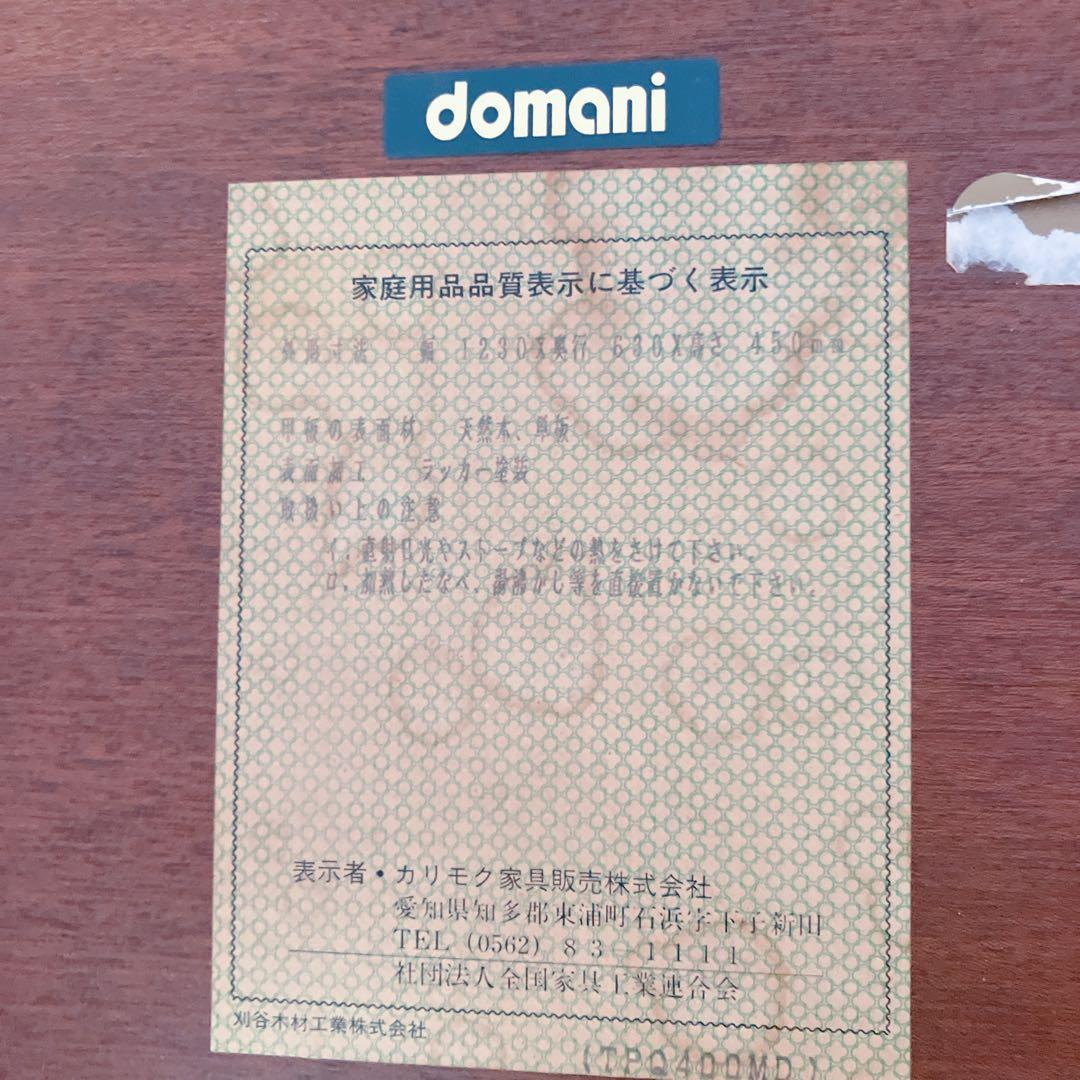 domani
家庭用品品質表示に基づく表示
外形寸法 幅 1230X奥行 630X高さ 450mm
甲板の表面材 天然木、単板
表面加工 ラッカー塗装
取扱い上の注意
イ．直射日光やストーブなどの熱をさけて下さい。
ロ．加熱したなべ、湯沸かし等を直接置かないで下さい。
表示者・カリモク家具販売株式会社
愛知県知多郡東浦町石浜字下子新田
TEL (0562) 83-1111
社団法人全国家具工業連合会
刈谷木材工業株式会社
(TPQ400MD)